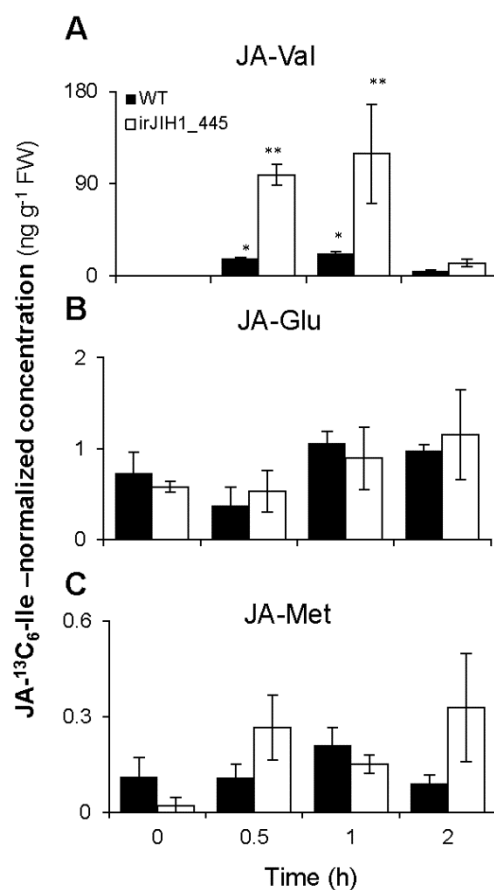 A
JA-Val
180
WT
irJIH1_445
**
**
90
*
*
0
B
JA-Glu
2
1
0
C
JA-Met
0.6
0.3
0
0 0.5 1 2
Time (h)
JA-¹³C₆-Ile –normalized concentration (ng g⁻¹ FW)